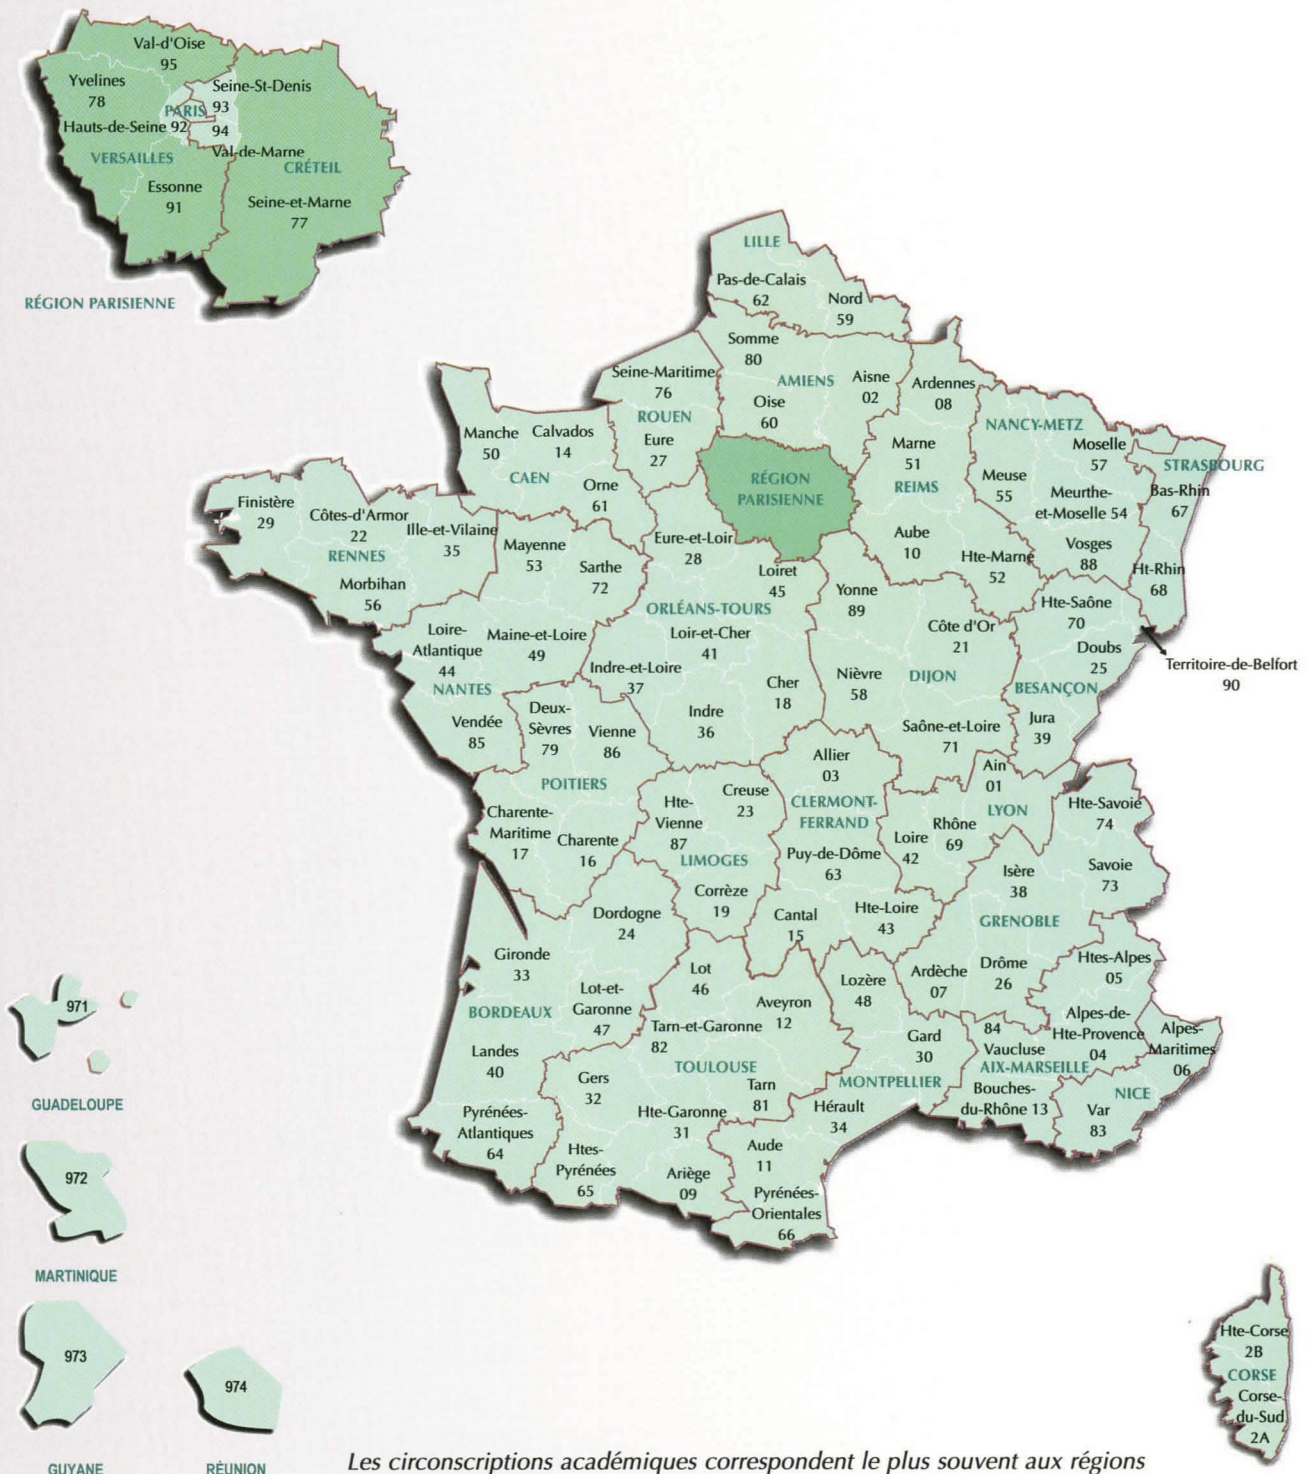 Val-d'Oise
95
Yvelines
78
Seine-St-Denis
93
PARIS
Hauts-de-Seine 92
94
VERSAILLES
Val-de-Marne
CRÉTEIL
Essonne
91
Seine-et-Marne
77
RÉGION PARISIENNE
LILLE
Pas-de-Calais
62
Nord
59
Somme
80
AMIENS
Aisne
02
Oise
60
Seine-Maritime
76
ROUEN
Eure
27
Ardennes
08
Marne
51
REIMS
Aube
10
Hte-Marne
52
NANCY-METZ
Moselle
57
Meuse
55
Meurthe-
et-Moselle 54
Vosges
88
STRASBOURG
Bas-Rhin
67
Ht-Rhin
68
Manche
50
Calvados
14
CAEN
Orne
61
RÉGION
PARISIENNE
Finistère
29
Côtes-d'Armor
22
Ille-et-Vilaine
35
RENNES
Morbihan
56
Mayenne
53
Sarthe
72
Loire-
Atlantique
44
Maine-et-Loire
49
NANTES
Vendée
85
Eure-et-Loir
28
Loiret
45
ORLÉANS-TOURS
Loir-et-Cher
41
Indre-et-Loire
37
Cher
18
Indre
36
Yonne
89
Côte d'Or
21
Nièvre
58
DIJON
Saône-et-Loire
71
Hte-Saône
70
Doubs
25
BESANÇON
Jura
39
Territoire-de-Belfort
90
Deux-
Sèvres
79
Vienne
86
POITIERS
Charente-
Maritime
17
Charente
16
Hte-
Vienne
87
Creuse
23
LIMOGES
Corrèze
19
Allier
03
CLERMONT-
FERRAND
Puy-de-Dôme
63
Cantal
15
Hte-Loire
43
Ain
01
LYON
Rhône
69
Loire
42
Hte-Savoie
74
Savoie
73
Isère
38
GRENOBLE
Drôme
26
Ardèche
07
Dordogne
24
Gironde
33
Lot-et-
Garonne
47
BORDEAUX
Landes
40
Pyrénées-
Atlantiques
64
Lot
46
Aveyron
12
Tarn-et-Garonne
82
TOULOUSE
Tarn
81
Gers
32
Hte-Garonne
31
Htes-
Pyrénées
65
Ariège
09
Lozère
48
Gard
30
MONTPELLIER
Hérault
34
Aude
11
Pyrénées-
Orientales
66
Htes-Alpes
05
Alpes-de-
Hte-Provence
04
84
Vaucluse
AIX-MARSEILLE
Bouches-
du-Rhône 13
Alpes-
Maritimes
06
NICE
Var
83
971
GUADELOUPE
972
MARTINIQUE
973
GUYANE
974
RÉUNION
Hte-Corse
2B
CORSE
Corse-
du-Sud
2A
Les circonscriptions académiques correspondent le plus souvent aux régions